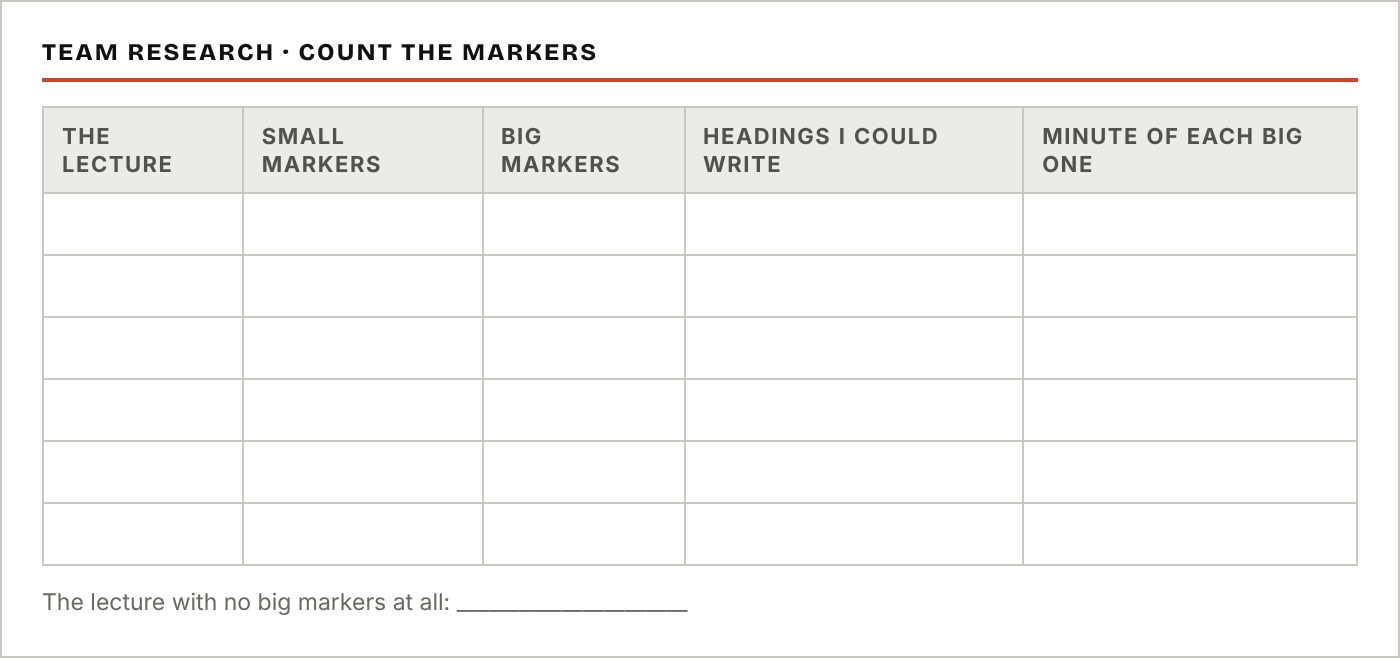 TEAM RESEARCH · COUNT THE MARKERS
THE LECTURE
SMALL MARKERS
BIG MARKERS
HEADINGS I COULD WRITE
MINUTE OF EACH BIG ONE
The lecture with no big markers at all: ____________________